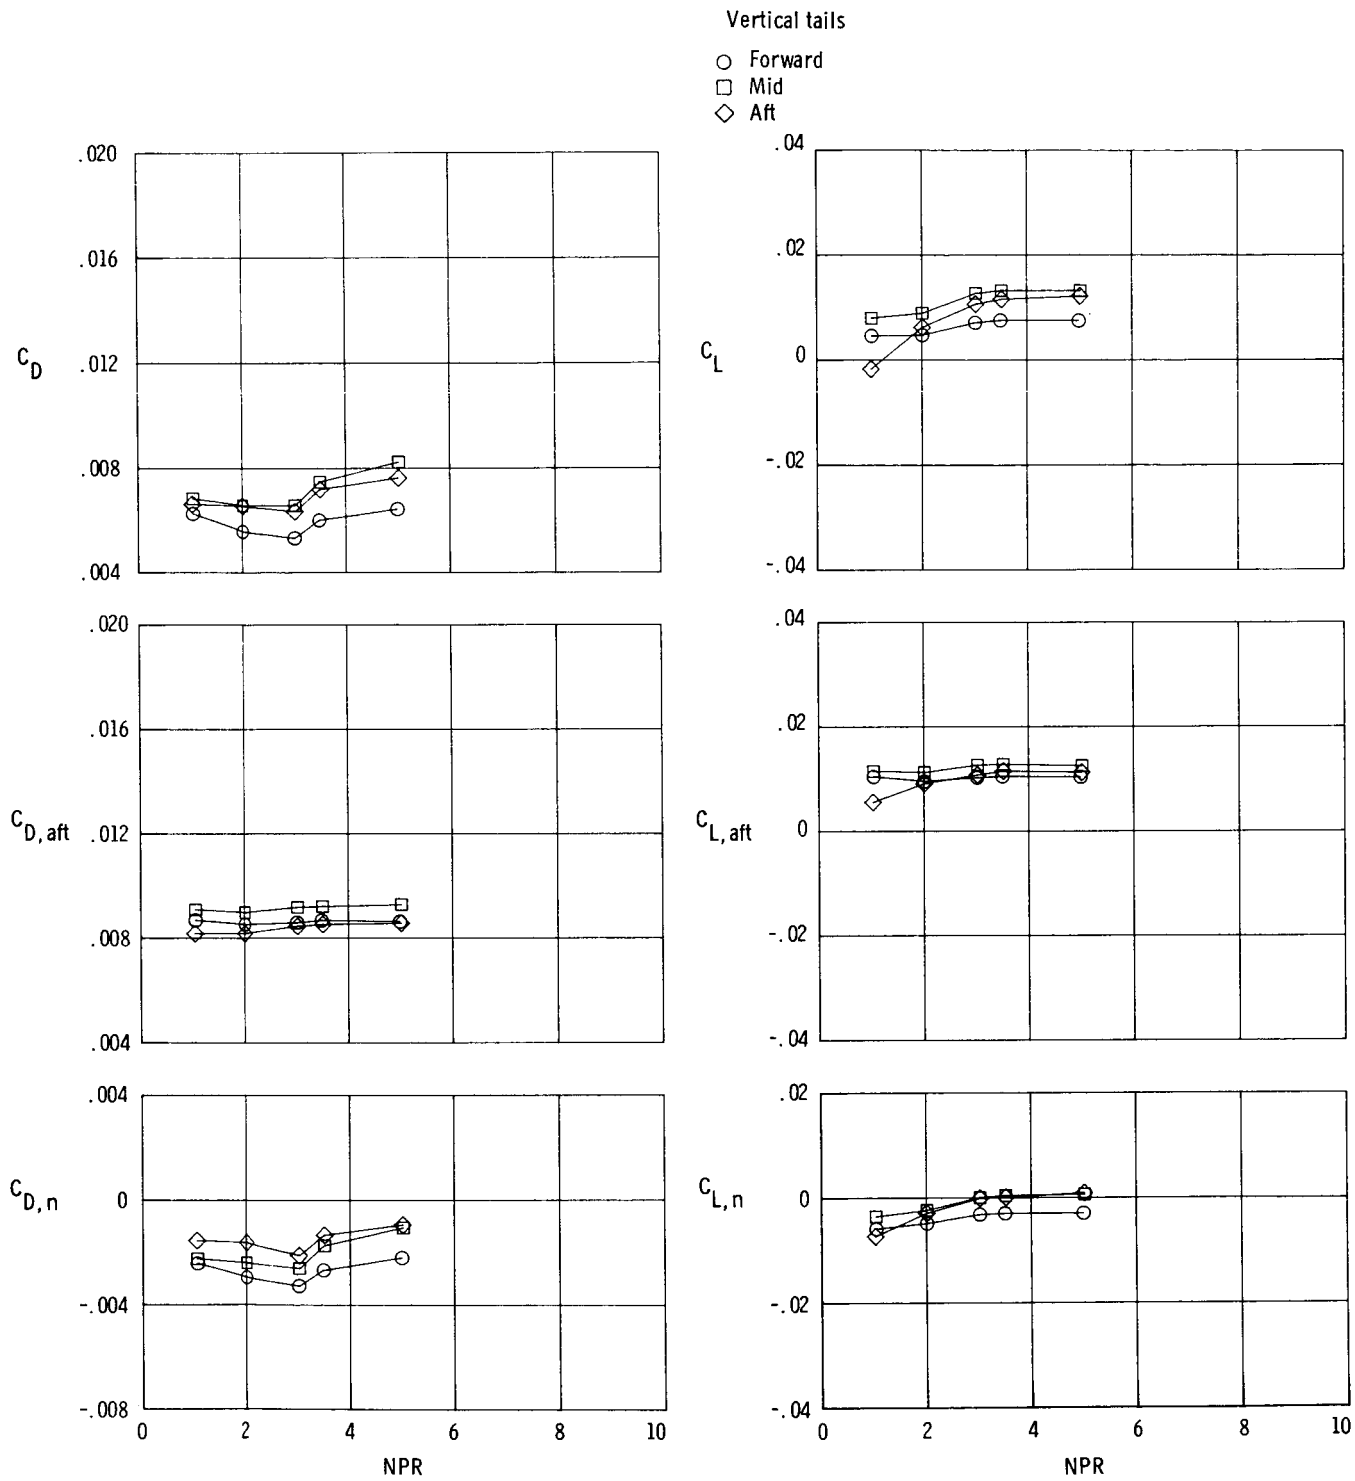 Vertical tails
Forward
Mid
Aft
.020
.016
.012
.008
.004
C_D
.04
.02
0
-.02
-.04
C_L
.020
.016
.012
.008
.004
C_D, aft
.04
.02
0
-.02
-.04
C_L, aft
.004
0
-.004
-.008
C_D, n
0 2 4 6 8 10
NPR
.02
0
-.02
-.04
C_L, n
0 2 4 6 8 10
NPR